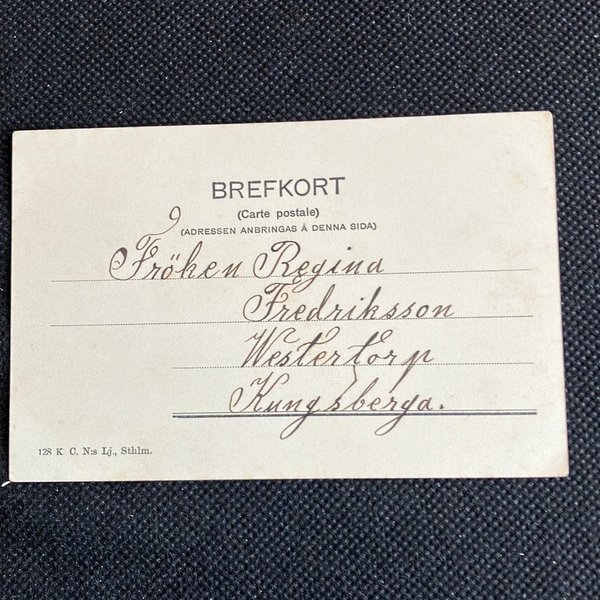 BREFKORT
(Carte postale)
(ADRESSEN ANBRINGAS Å DENNA SIDA)
Fröken Regina
Fredriksson
Westertorp
Kungsberga.
128 K C. N:s Lj., Sthlm.